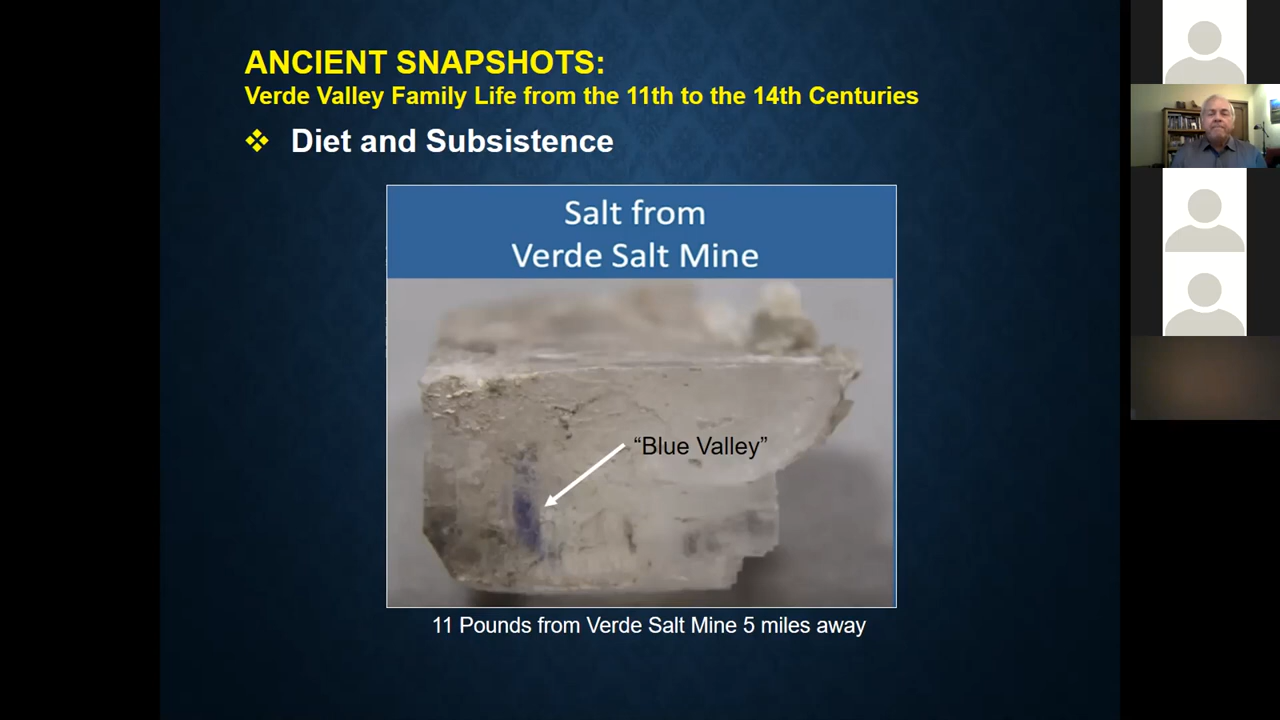 ANCIENT SNAPSHOTS:
Verde Valley Family Life from the 11th to the 14th Centuries
❖ Diet and Subsistence
Salt from
Verde Salt Mine
“Blue Valley”
11 Pounds from Verde Salt Mine 5 miles away